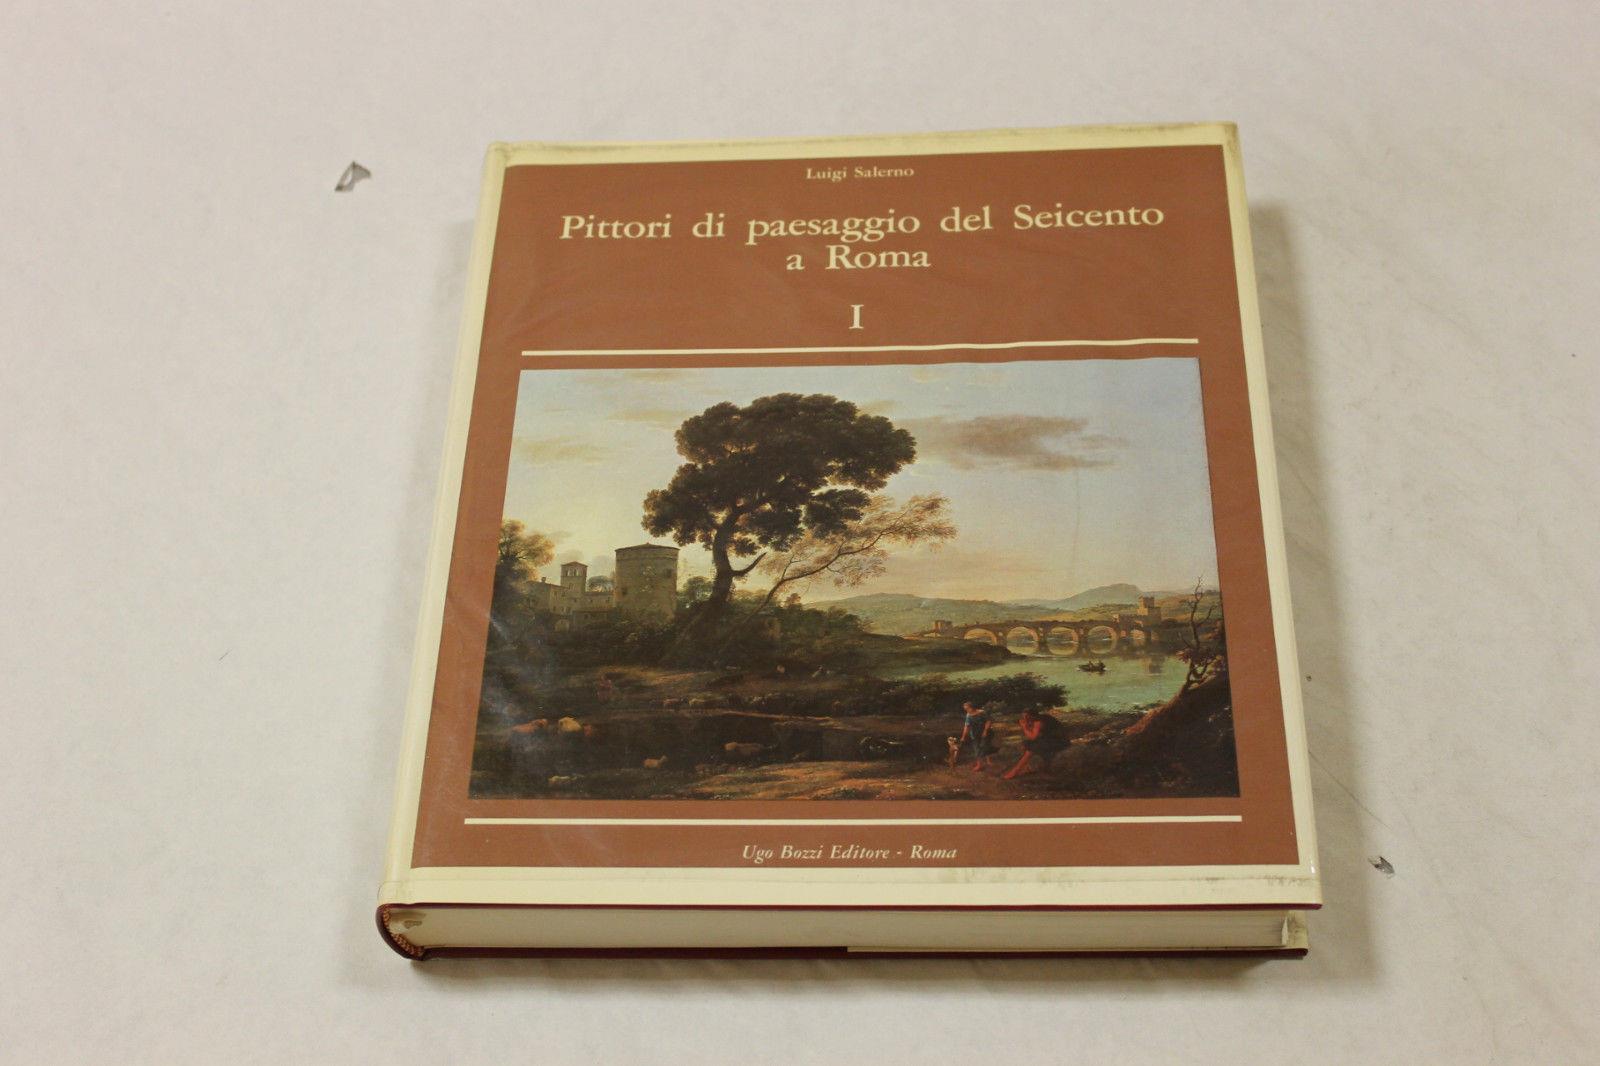 Luigi Salerno
Pittori di paesaggio del Seicento
a Roma
I
Ugo Bozzi Editore - Roma